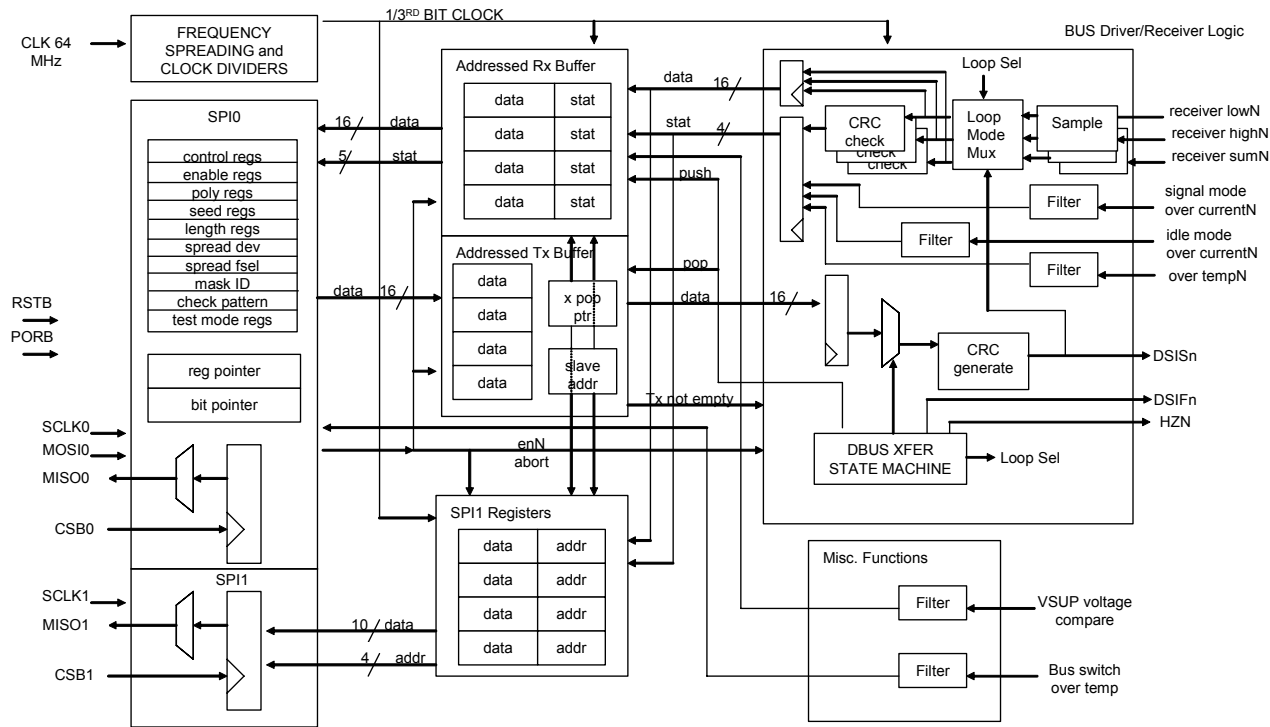 1/3RD BIT CLOCK
CLK 64
MHz
FREQUENCY
SPREADING and
CLOCK DIVIDERS
BUS Driver/Receiver Logic
Addressed Rx Buffer
data
stat
data
stat
data
stat
data
stat
Addressed Tx Buffer
data
data
data
data
x pop
ptr
slave
addr
SPI0
control regs
enable regs
poly regs
seed regs
length regs
spread dev
spread fsel
mask ID
check pattern
test mode regs
reg pointer
bit pointer
16
data
5
stat
data
16
RSTB
PORB
SCLK0
MOSI0
MISO0
CSB0
SPI1
SCLK1
MISO1
CSB1
data
16
stat
4
push
pop
data
16
Tx not empty
enN
abort
SPI1 Registers
data
addr
data
addr
data
addr
data
addr
10
data
4
addr
Loop Sel
CRC
check
check
check
Loop
Mode
Mux
Sample
receiver lowN
receiver highN
receiver sumN
Filter
signal mode
over currentN
Filter
idle mode
over currentN
Filter
over tempN
CRC
generate
DSISn
DSIFn
HZN
DBUS XFER
STATE MACHINE
Loop Sel
Misc. Functions
Filter
VSUP voltage
compare
Filter
Bus switch
over temp